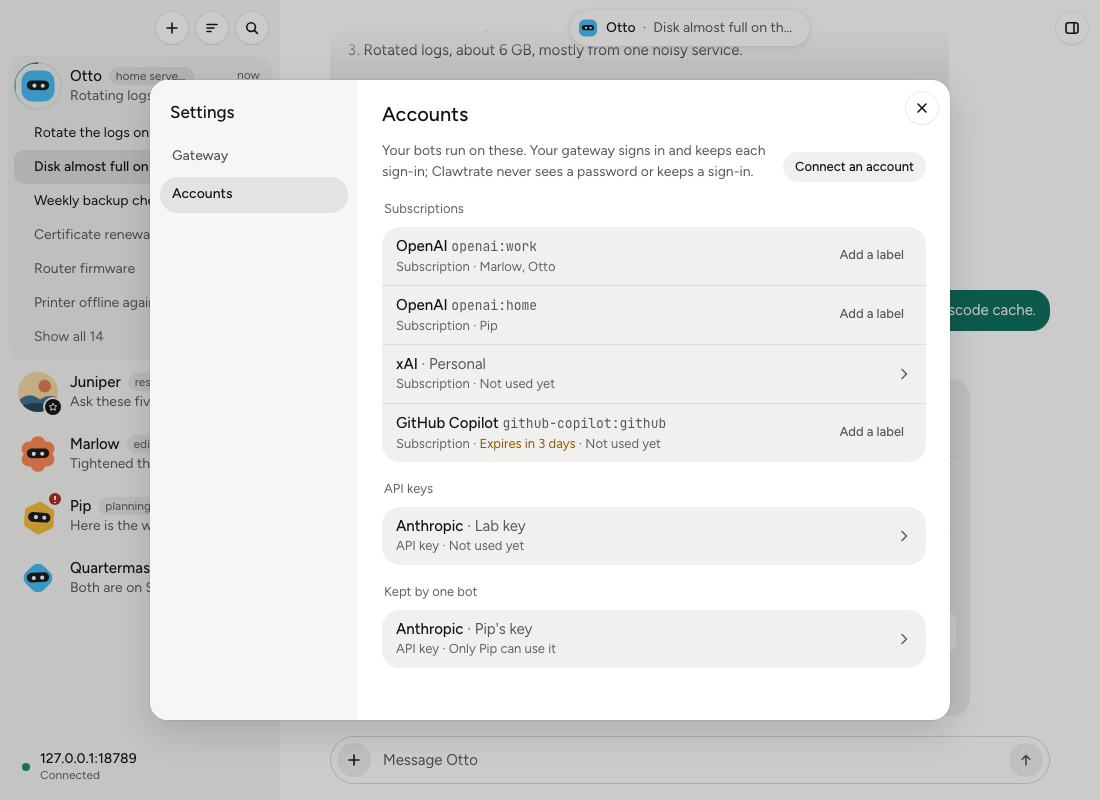 Otto · Disk almost full on th…
3. Rotated logs, about 6 GB, mostly from one noisy service.
Otto home serve… now
Rotating logs
Rotate the logs on
Disk almost full on
Weekly backup che
Certificate renewa
Router firmware
Printer offline agai
Show all 14
Juniper res
Ask these fiv
Marlow edi
Tightened th
Pip planning
Here is the w
Quartermas
Both are on S
127.0.0.1:18789
Connected
Settings
Gateway
Accounts
Accounts
Your bots run on these. Your gateway signs in and keeps each
sign-in; Clawtrate never sees a password or keeps a sign-in.
Connect an account
Subscriptions
OpenAI openai:work
Subscription · Marlow, Otto
Add a label
OpenAI openai:home
Subscription · Pip
Add a label
xAI · Personal
Subscription · Not used yet
GitHub Copilot github-copilot:github
Subscription · Expires in 3 days · Not used yet
Add a label
API keys
Anthropic · Lab key
API key · Not used yet
Kept by one bot
Anthropic · Pip's key
API key · Only Pip can use it
scode cache.
Message Otto